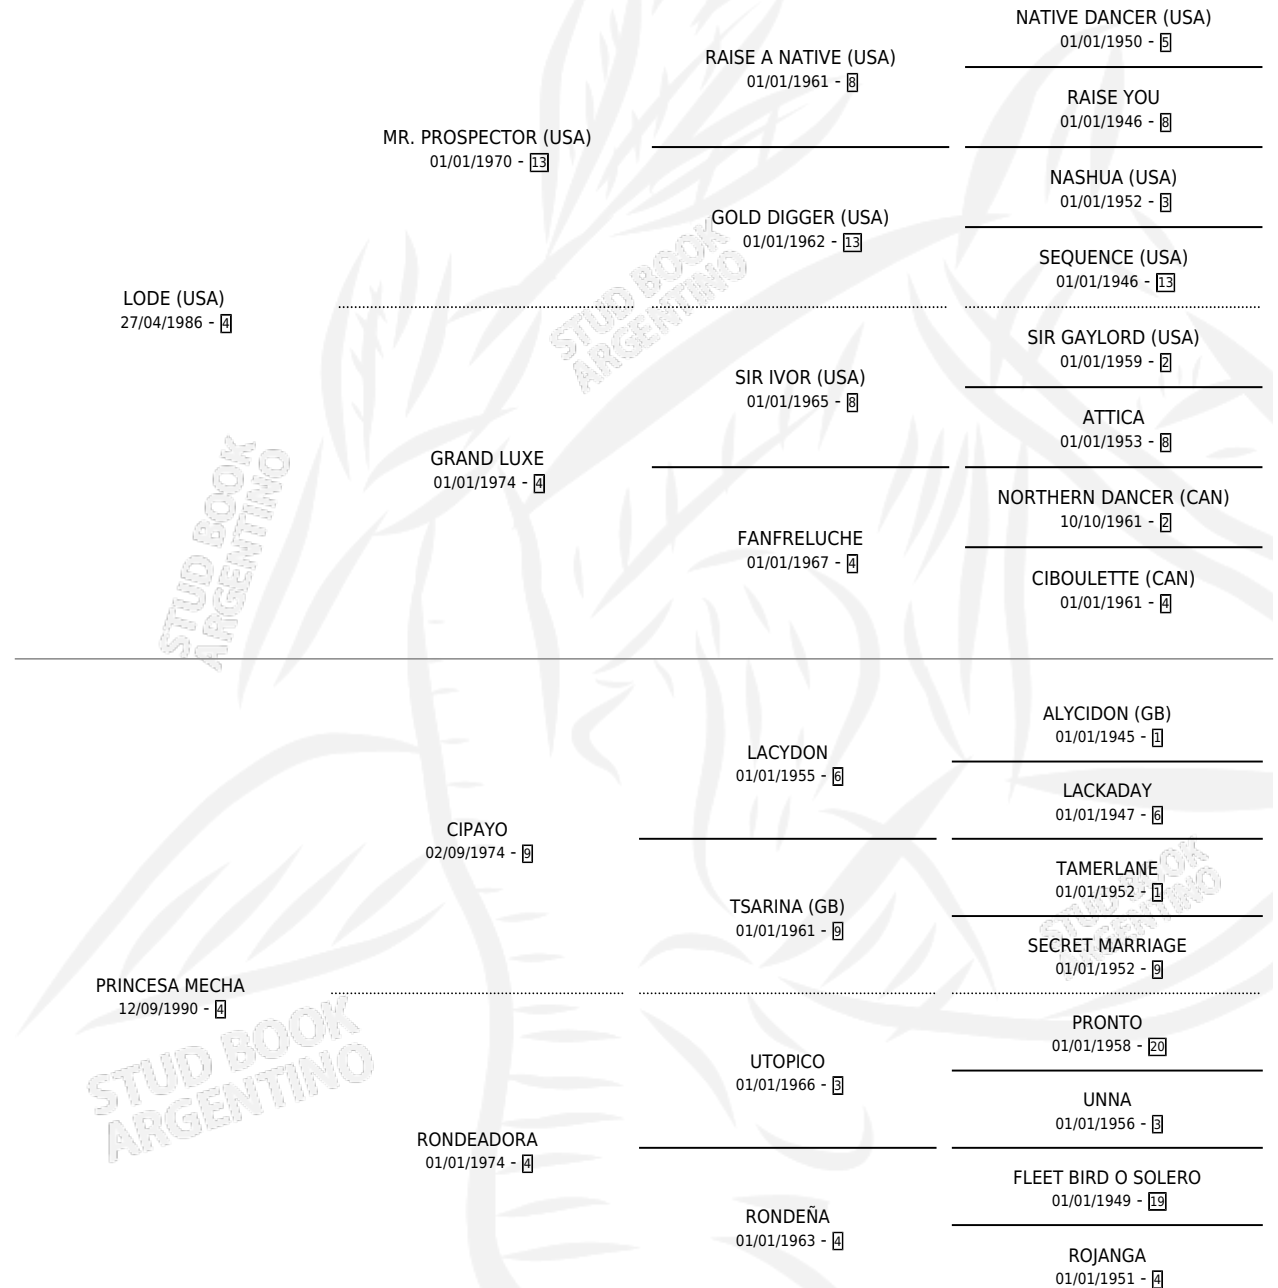 NATIVE DANCER (USA)
01/01/1950 - 5
RAISE A NATIVE (USA)
01/01/1961 - 8
RAISE YOU
01/01/1946 - 8
MR. PROSPECTOR (USA)
01/01/1970 - 13
NASHUA (USA)
01/01/1952 - 3
GOLD DIGGER (USA)
01/01/1962 - 13
SEQUENCE (USA)
01/01/1946 - 13
LODE (USA)
27/04/1986 - 4
SIR GAYLORD (USA)
01/01/1959 - 2
SIR IVOR (USA)
01/01/1965 - 8
ATTICA
01/01/1953 - 8
GRAND LUXE
01/01/1974 - 4
NORTHERN DANCER (CAN)
10/10/1961 - 2
FANFRELUCHE
01/01/1967 - 4
CIBOULETTE (CAN)
01/01/1961 - 4
ALYCIDON (GB)
01/01/1945 - 1
LACYDON
01/01/1955 - 6
LACKADAY
01/01/1947 - 6
CIPAYO
02/09/1974 - 9
TAMERLANE
01/01/1952 - 1
TSARINA (GB)
01/01/1961 - 9
SECRET MARRIAGE
01/01/1952 - 9
PRINCESA MECHA
12/09/1990 - 4
PRONTO
01/01/1958 - 20
UTOPICO
01/01/1966 - 3
UNNA
01/01/1956 - 3
RONDEADORA
01/01/1974 - 4
FLEET BIRD O SOLERO
01/01/1949 - 19
RONDEÑA
01/01/1963 - 4
ROJANGA
01/01/1951 - 4
STUD BOOK
ARGENTINO
STUD BOOK
ARGENTINO
STUD BOOK
ARGENTINO
STUD BOOK
ARGENTINO